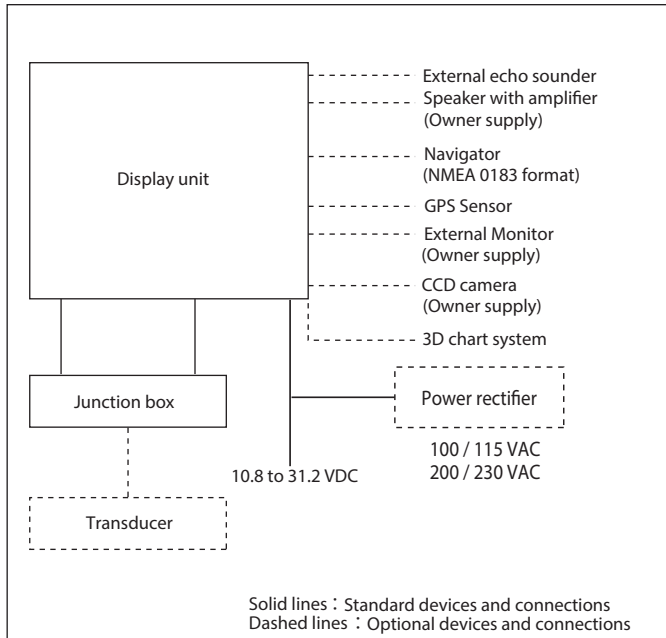 Display unit
External echo sounder
Speaker with amplifier
(Owner supply)
Navigator
(NMEA 0183 format)
GPS Sensor
External Monitor
(Owner supply)
CCD camera
(Owner supply)
3D chart system
Junction box
Power rectifier
100 / 115 VAC
200 / 230 VAC
10.8 to 31.2 VDC
Transducer
Solid lines : Standard devices and connections
Dashed lines : Optional devices and connections